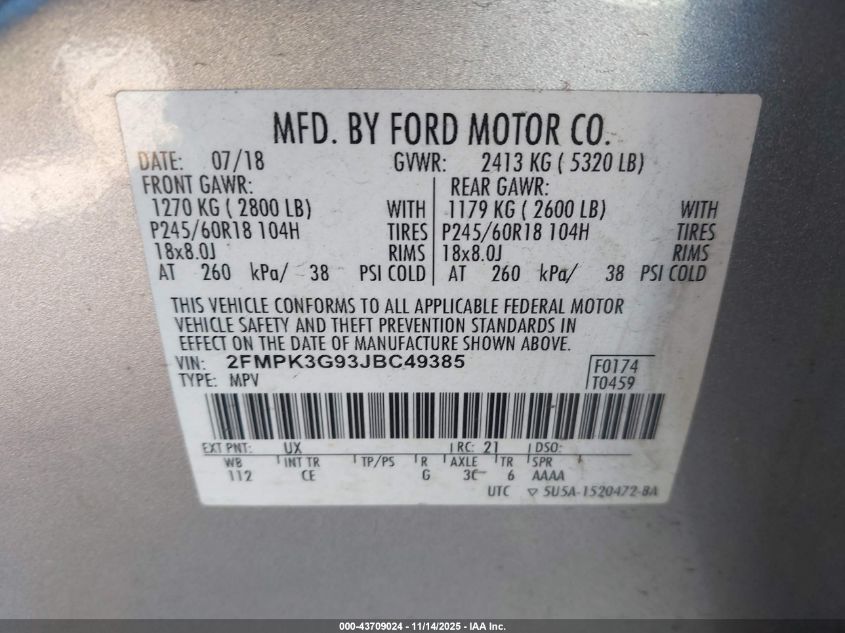 MFD. BY FORD MOTOR CO.
DATE: 07/18 GVWR: 2413 KG ( 5320 LB)
FRONT GAWR: REAR GAWR:
1270 KG ( 2800 LB) WITH 1179 KG ( 2600 LB) WITH
P245/60R18 104H TIRES P245/60R18 104H TIRES
18x8.0J RIMS 18x8.0J RIMS
AT 260 kPa/ 38 PSI COLD AT 260 kPa/ 38 PSI COLD
THIS VEHICLE CONFORMS TO ALL APPLICABLE FEDERAL MOTOR
VEHICLE SAFETY AND THEFT PREVENTION STANDARDS IN
EFFECT ON THE DATE OF MANUFACTURE SHOWN ABOVE.
VIN: 2FMPK3G93JBC49385 F0174
TYPE: MPV T0459
EXT PNT: UX RC: 21 DSO:
WB INT TR TP/PS R AXLE TR SPR
112 CE G 3C 6 AAAA
UTC ▽ 5U5A-1520472-BA
000-43709024 - 11/14/2025 - IAA Inc.